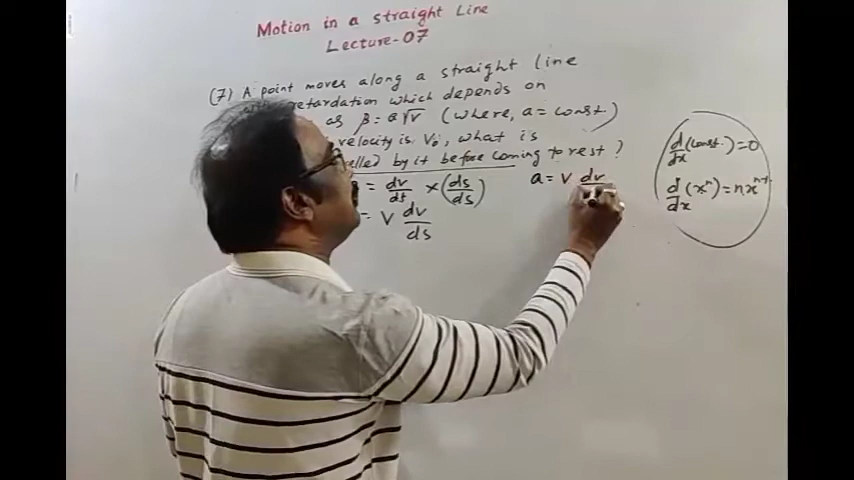 Motion in a straight Line
Lecture-07
(7) A point moves along a straight line
retardation which depends on
as β = a√v (where, a = const.)
velocity is V₀, what is
by it before coming to rest?
= dv/dt × (ds/ds)
= v dv/ds
a = v dv
d/dx (const.) = 0
d/dx (xⁿ) = nxⁿ⁻¹